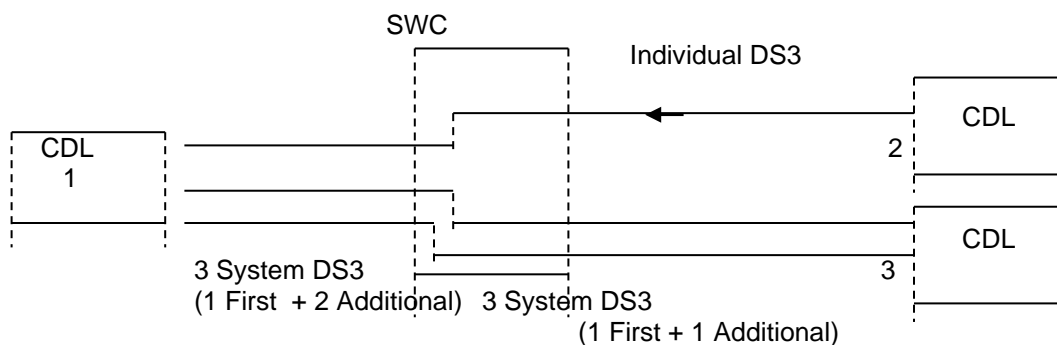 SWC
Individual DS3
CDL
1
CDL
2
CDL
3
3 System DS3
(1 First + 2 Additional)
3 System DS3
(1 First + 1 Additional)